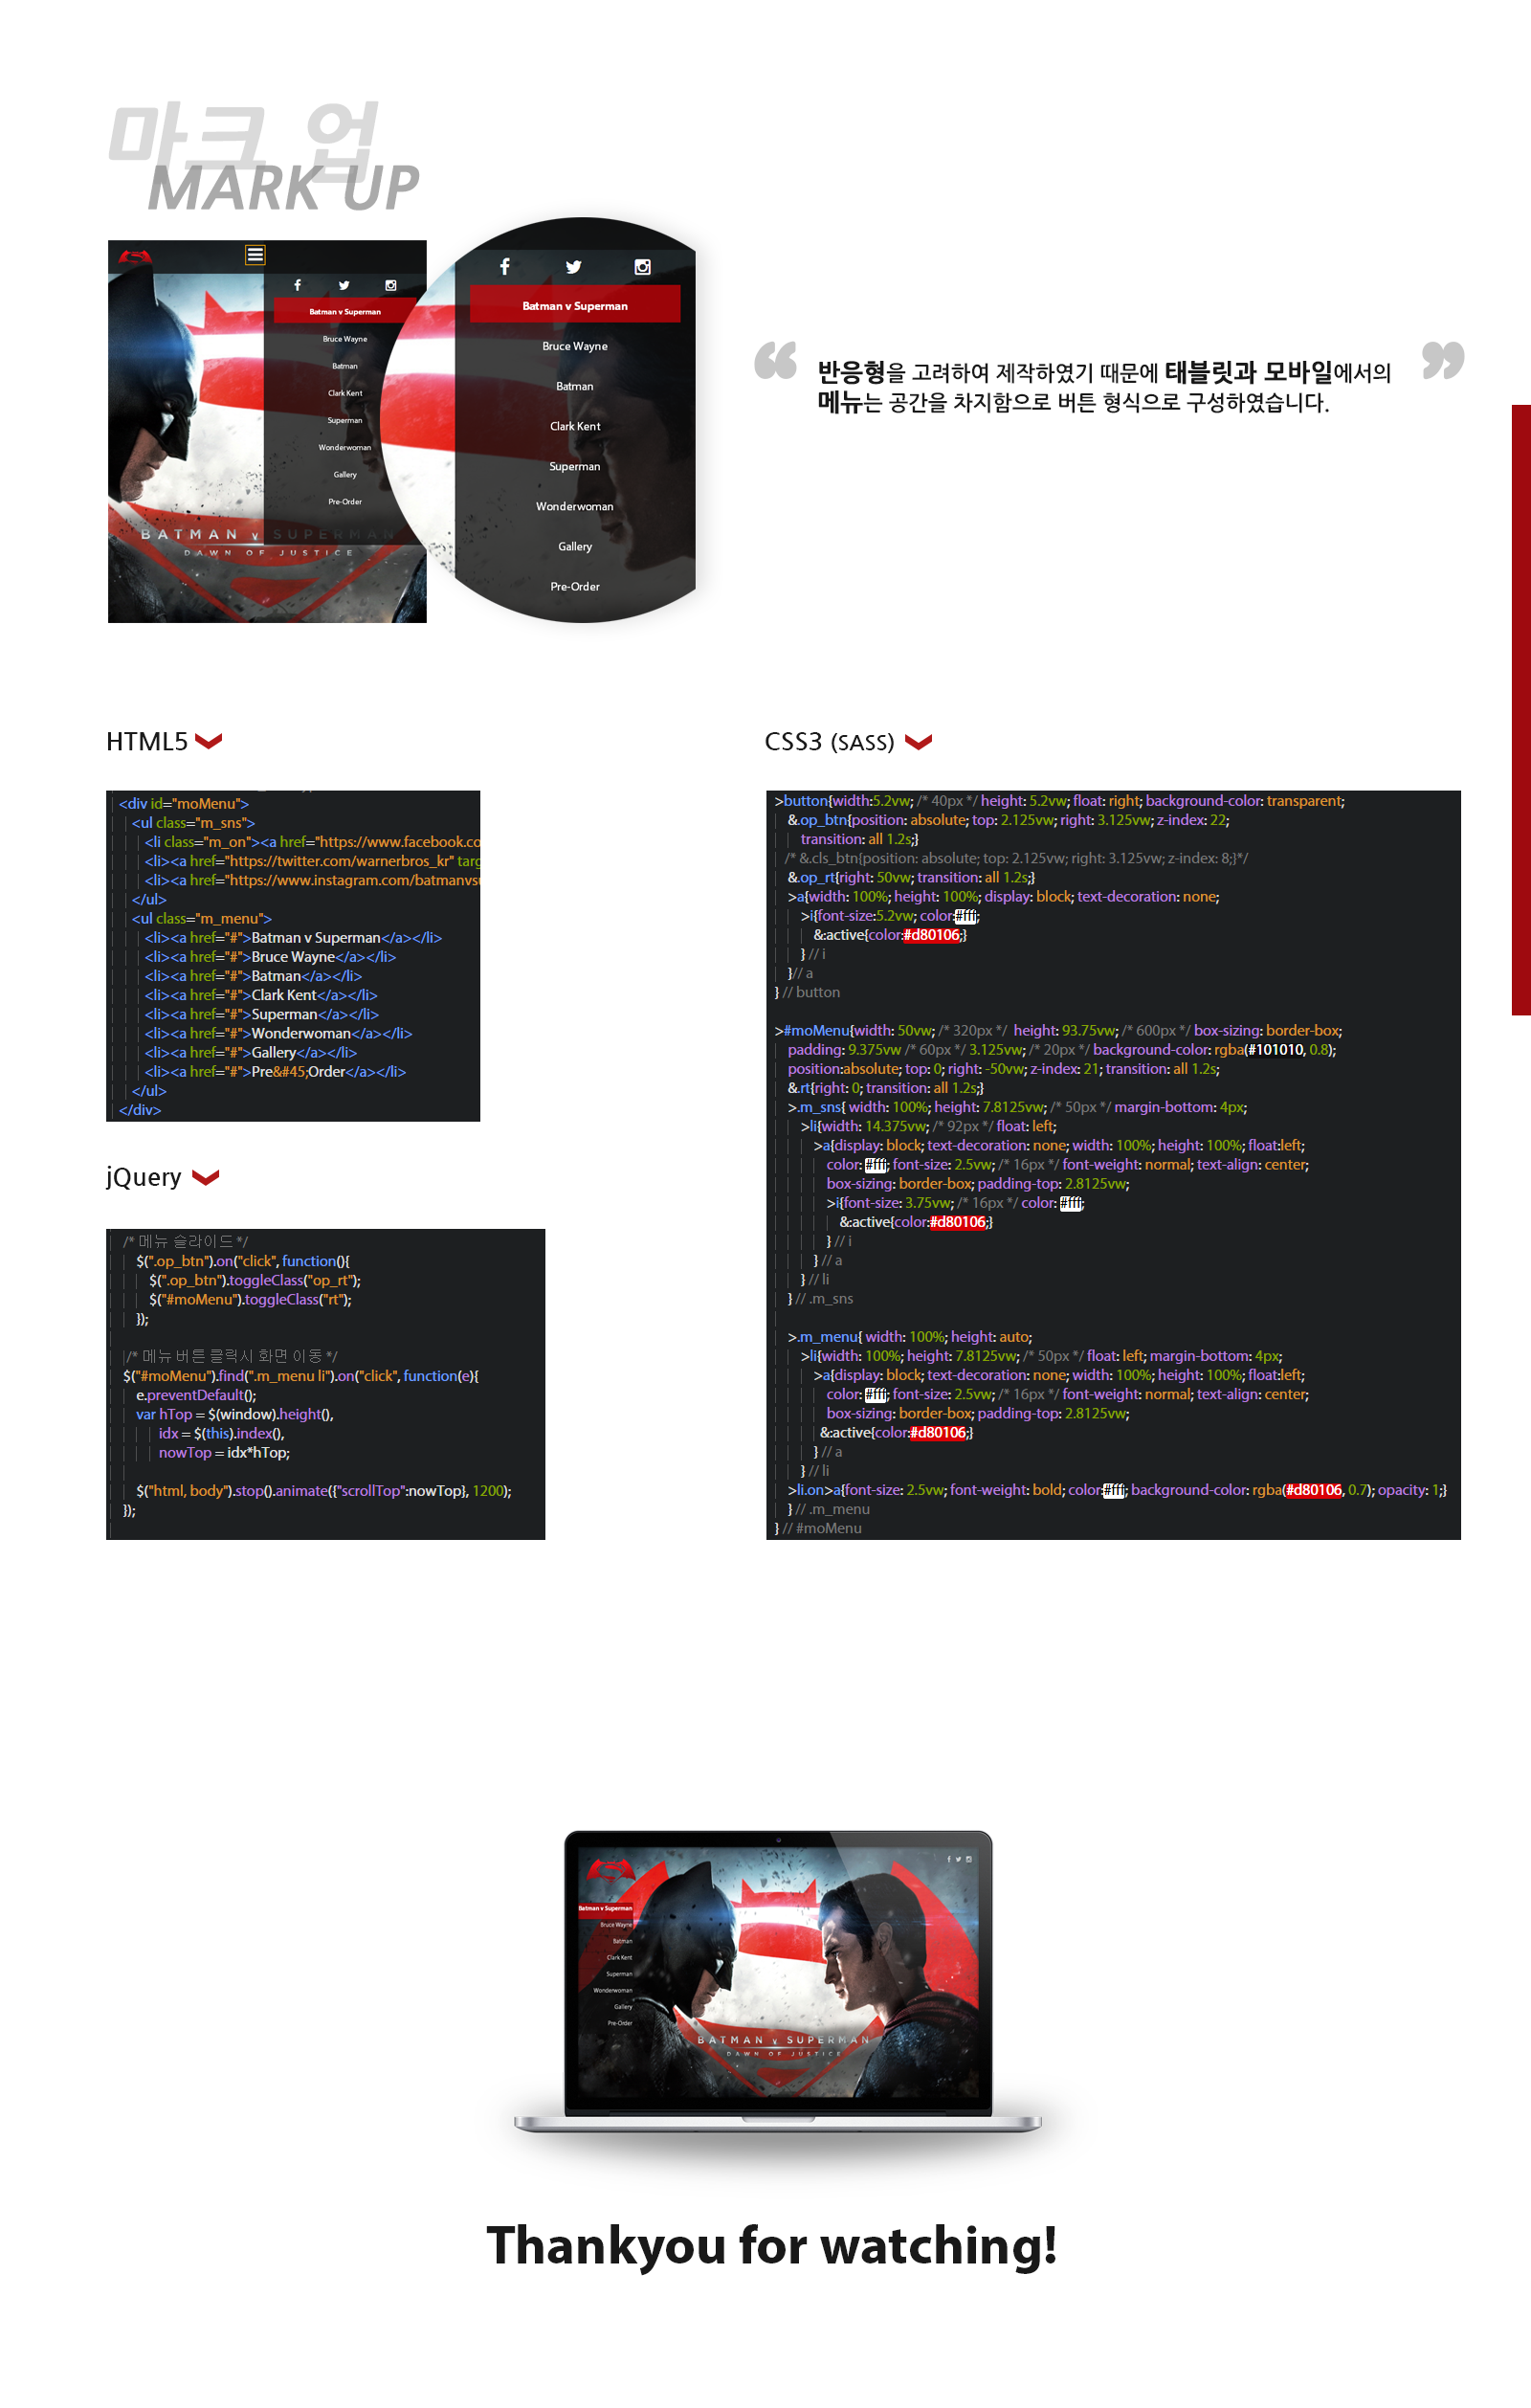 마크 업
MARK UP
Batman v Superman
Bruce Wayne
Batman
Clark Kent
Superman
Wonderwoman
Gallery
Pre-Order
BATMAN v SUPERMAN
DAWN OF JUSTICE
Batman v Superman
Bruce Wayne
Batman
Clark Kent
Superman
Wonderwoman
Gallery
Pre-Order
“ 반응형을 고려하여 제작하였기 때문에 태블릿과 모바일에서의 ”
메뉴는 공간을 차지함으로 버튼 형식으로 구성하였습니다.
HTML5
<div id="moMenu">
<ul class="m_sns">
<li class="m_on"><a href="https://www.facebook.co
<li><a href="https://twitter.com/warnerbros_kr" targ
<li><a href="https://www.instagram.com/batmanvs
</ul>
<ul class="m_menu">
<li><a href="#">Batman v Superman</a></li>
<li><a href="#">Bruce Wayne</a></li>
<li><a href="#">Batman</a></li>
<li><a href="#">Clark Kent</a></li>
<li><a href="#">Superman</a></li>
<li><a href="#">Wonderwoman</a></li>
<li><a href="#">Gallery</a></li>
<li><a href="#">Pre&#45;Order</a></li>
</ul>
</div>
jQuery
/* 메뉴 슬라이드 */
$(".op_btn").on("click", function(){
$(".op_btn").toggleClass("op_rt");
$("#moMenu").toggleClass("rt");
});
/* 메뉴 버튼 클릭시 화면 이동 */
$("#moMenu").find(".m_menu li").on("click", function(e){
e.preventDefault();
var hTop = $(window).height(),
idx = $(this).index(),
nowTop = idx*hTop;
$("html, body").stop().animate({"scrollTop":nowTop}, 1200);
});
CSS3 (SASS)
>button{width:5.2vw; /* 40px */ height: 5.2vw; float: right; background-color: transparent;
&.op_btn{position: absolute; top: 2.125vw; right: 3.125vw; z-index: 22;
transition: all 1.2s;}
/* &.cls_btn{position: absolute; top: 2.125vw; right: 3.125vw; z-index: 8;}*/
&.op_rt{right: 50vw; transition: all 1.2s;}
>a{width: 100%; height: 100%; display: block; text-decoration: none;
>i{font-size:5.2vw; color:#fff;
&:active{color:#d80106;}
} // i
}// a
} // button
>#moMenu{width: 50vw; /* 320px */ height: 93.75vw; /* 600px */ box-sizing: border-box;
padding: 9.375vw /* 60px */ 3.125vw; /* 20px */ background-color: rgba(#101010, 0.8);
position:absolute; top: 0; right: -50vw; z-index: 21; transition: all 1.2s;
&.rt{right: 0; transition: all 1.2s;}
>.m_sns{ width: 100%; height: 7.8125vw; /* 50px */ margin-bottom: 4px;
>li{width: 14.375vw; /* 92px */ float: left;
>a{display: block; text-decoration: none; width: 100%; height: 100%; float:left;
color: #fff; font-size: 2.5vw; /* 16px */ font-weight: normal; text-align: center;
box-sizing: border-box; padding-top: 2.8125vw;
>i{font-size: 3.75vw; /* 16px */ color: #fff;
&:active{color:#d80106;}
} // i
} // a
} // li
} // .m_sns
>.m_menu{ width: 100%; height: auto;
>li{width: 100%; height: 7.8125vw; /* 50px */ float: left; margin-bottom: 4px;
>a{display: block; text-decoration: none; width: 100%; height: 100%; float:left;
color: #fff; font-size: 2.5vw; /* 16px */ font-weight: normal; text-align: center;
box-sizing: border-box; padding-top: 2.8125vw;
&:active{color:#d80106;}
} // a
} // li
>li.on>a{font-size: 2.5vw; font-weight: bold; color:#fff; background-color: rgba(#d80106, 0.7); opacity: 1;}
} // .m_menu
} // #moMenu
Batman v Superman
Bruce Wayne
Batman
Clark Kent
Superman
Wonderwoman
Gallery
Pre-Order
BATMAN v SUPERMAN
DAWN OF JUSTICE
Thankyou for watching!